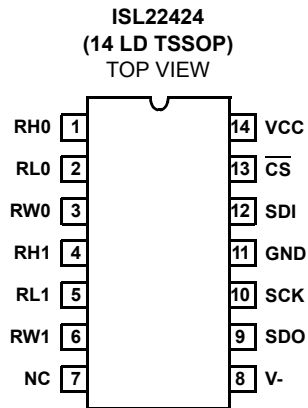 ISL22424
(14 LD TSSOP)
TOP VIEW
RH0 1 14 VCC
RL0 2 13 CS
RW0 3 12 SDI
RH1 4 11 GND
RL1 5 10 SCK
RW1 6 9 SDO
NC 7 8 V-